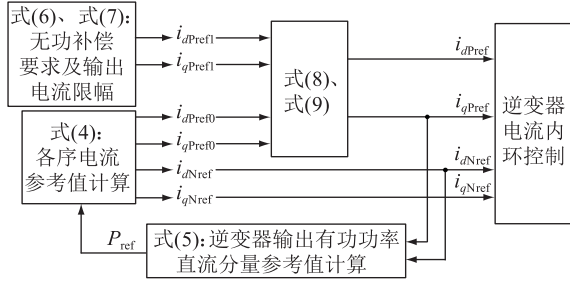 式(6)、式(7):
无功补偿
要求及输出
电流限幅
i_dPref1
i_qPref1
式(8)、
式(9)
i_dPref
i_qPref
逆变器
电流内
环控制
式(4):
各序电流
参考值计算
i_dPref0
i_qPref0
i_dNref
i_qNref
i_dNref
i_qNref
P_ref
式(5):逆变器输出有功功率
直流分量参考值计算